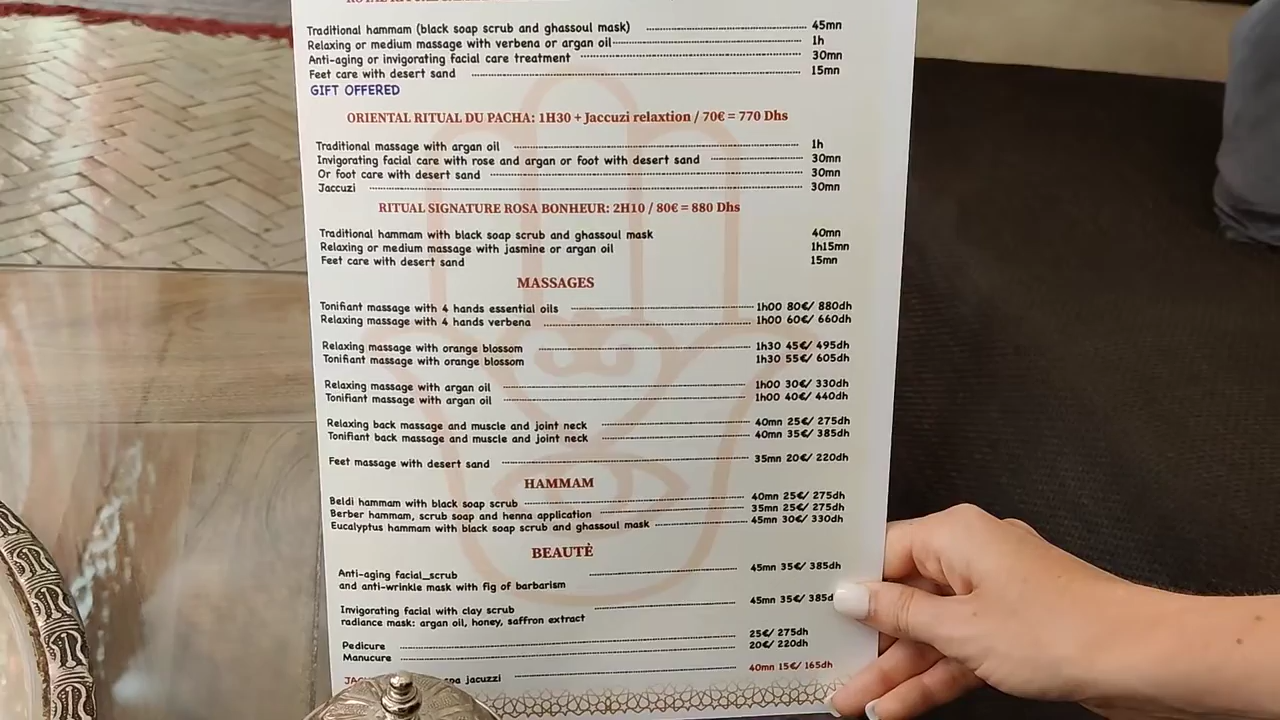 Traditional hammam (black soap scrub and ghassoul mask) 45mn
Relaxing or medium massage with verbena or argan oil 1h
Anti-aging or invigorating facial care treatment 30mn
Feet care with desert sand 15mn
GIFT OFFERED
ORIENTAL RITUAL DU PACHA: 1H30 + Jaccuzi relaxtion / 70€ = 770 Dhs
Traditional massage with argan oil 1h
Invigorating facial care with rose and argan or foot with desert sand 30mn
Or foot care with desert sand 30mn
Jaccuzi 30mn
RITUAL SIGNATURE ROSA BONHEUR: 2H10 / 80€ = 880 Dhs
Traditional hammam with black soap scrub and ghassoul mask 40mn
Relaxing or medium massage with jasmine or argan oil 1h15mn
Feet care with desert sand 15mn
MASSAGES
Tonifiant massage with 4 hands essential oils 1h00 80€/ 880dh
Relaxing massage with 4 hands verbena 1h00 60€/ 660dh
Relaxing massage with orange blossom 1h30 45€/ 495dh
Tonifiant massage with orange blossom 1h30 55€/ 605dh
Relaxing massage with argan oil 1h00 30€/ 330dh
Tonifiant massage with argan oil 1h00 40€/ 440dh
Relaxing back massage and muscle and joint neck 40mn 25€/ 275dh
Tonifiant back massage and muscle and joint neck 40mn 35€/ 385dh
Feet massage with desert sand 35mn 20€/ 220dh
HAMMAM
Beldi hammam with black soap scrub 40mn 25€/ 275dh
Berber hammam, scrub soap and henna application 35mn 25€/ 275dh
Eucalyptus hammam with black soap scrub and ghassoul mask 45mn 30€/ 330dh
BEAUTÈ
Anti-aging facial_scrub 45mn 35€/ 385dh
and anti-wrinkle mask with fig of barbarism
Invigorating facial with clay scrub 45mn 35€/ 385d
radiance mask: argan oil, honey, saffron extract
Pedicure 25€/ 275dh
Manucure 20€/ 220dh
jacuzzi 40mn 15€/ 165dh